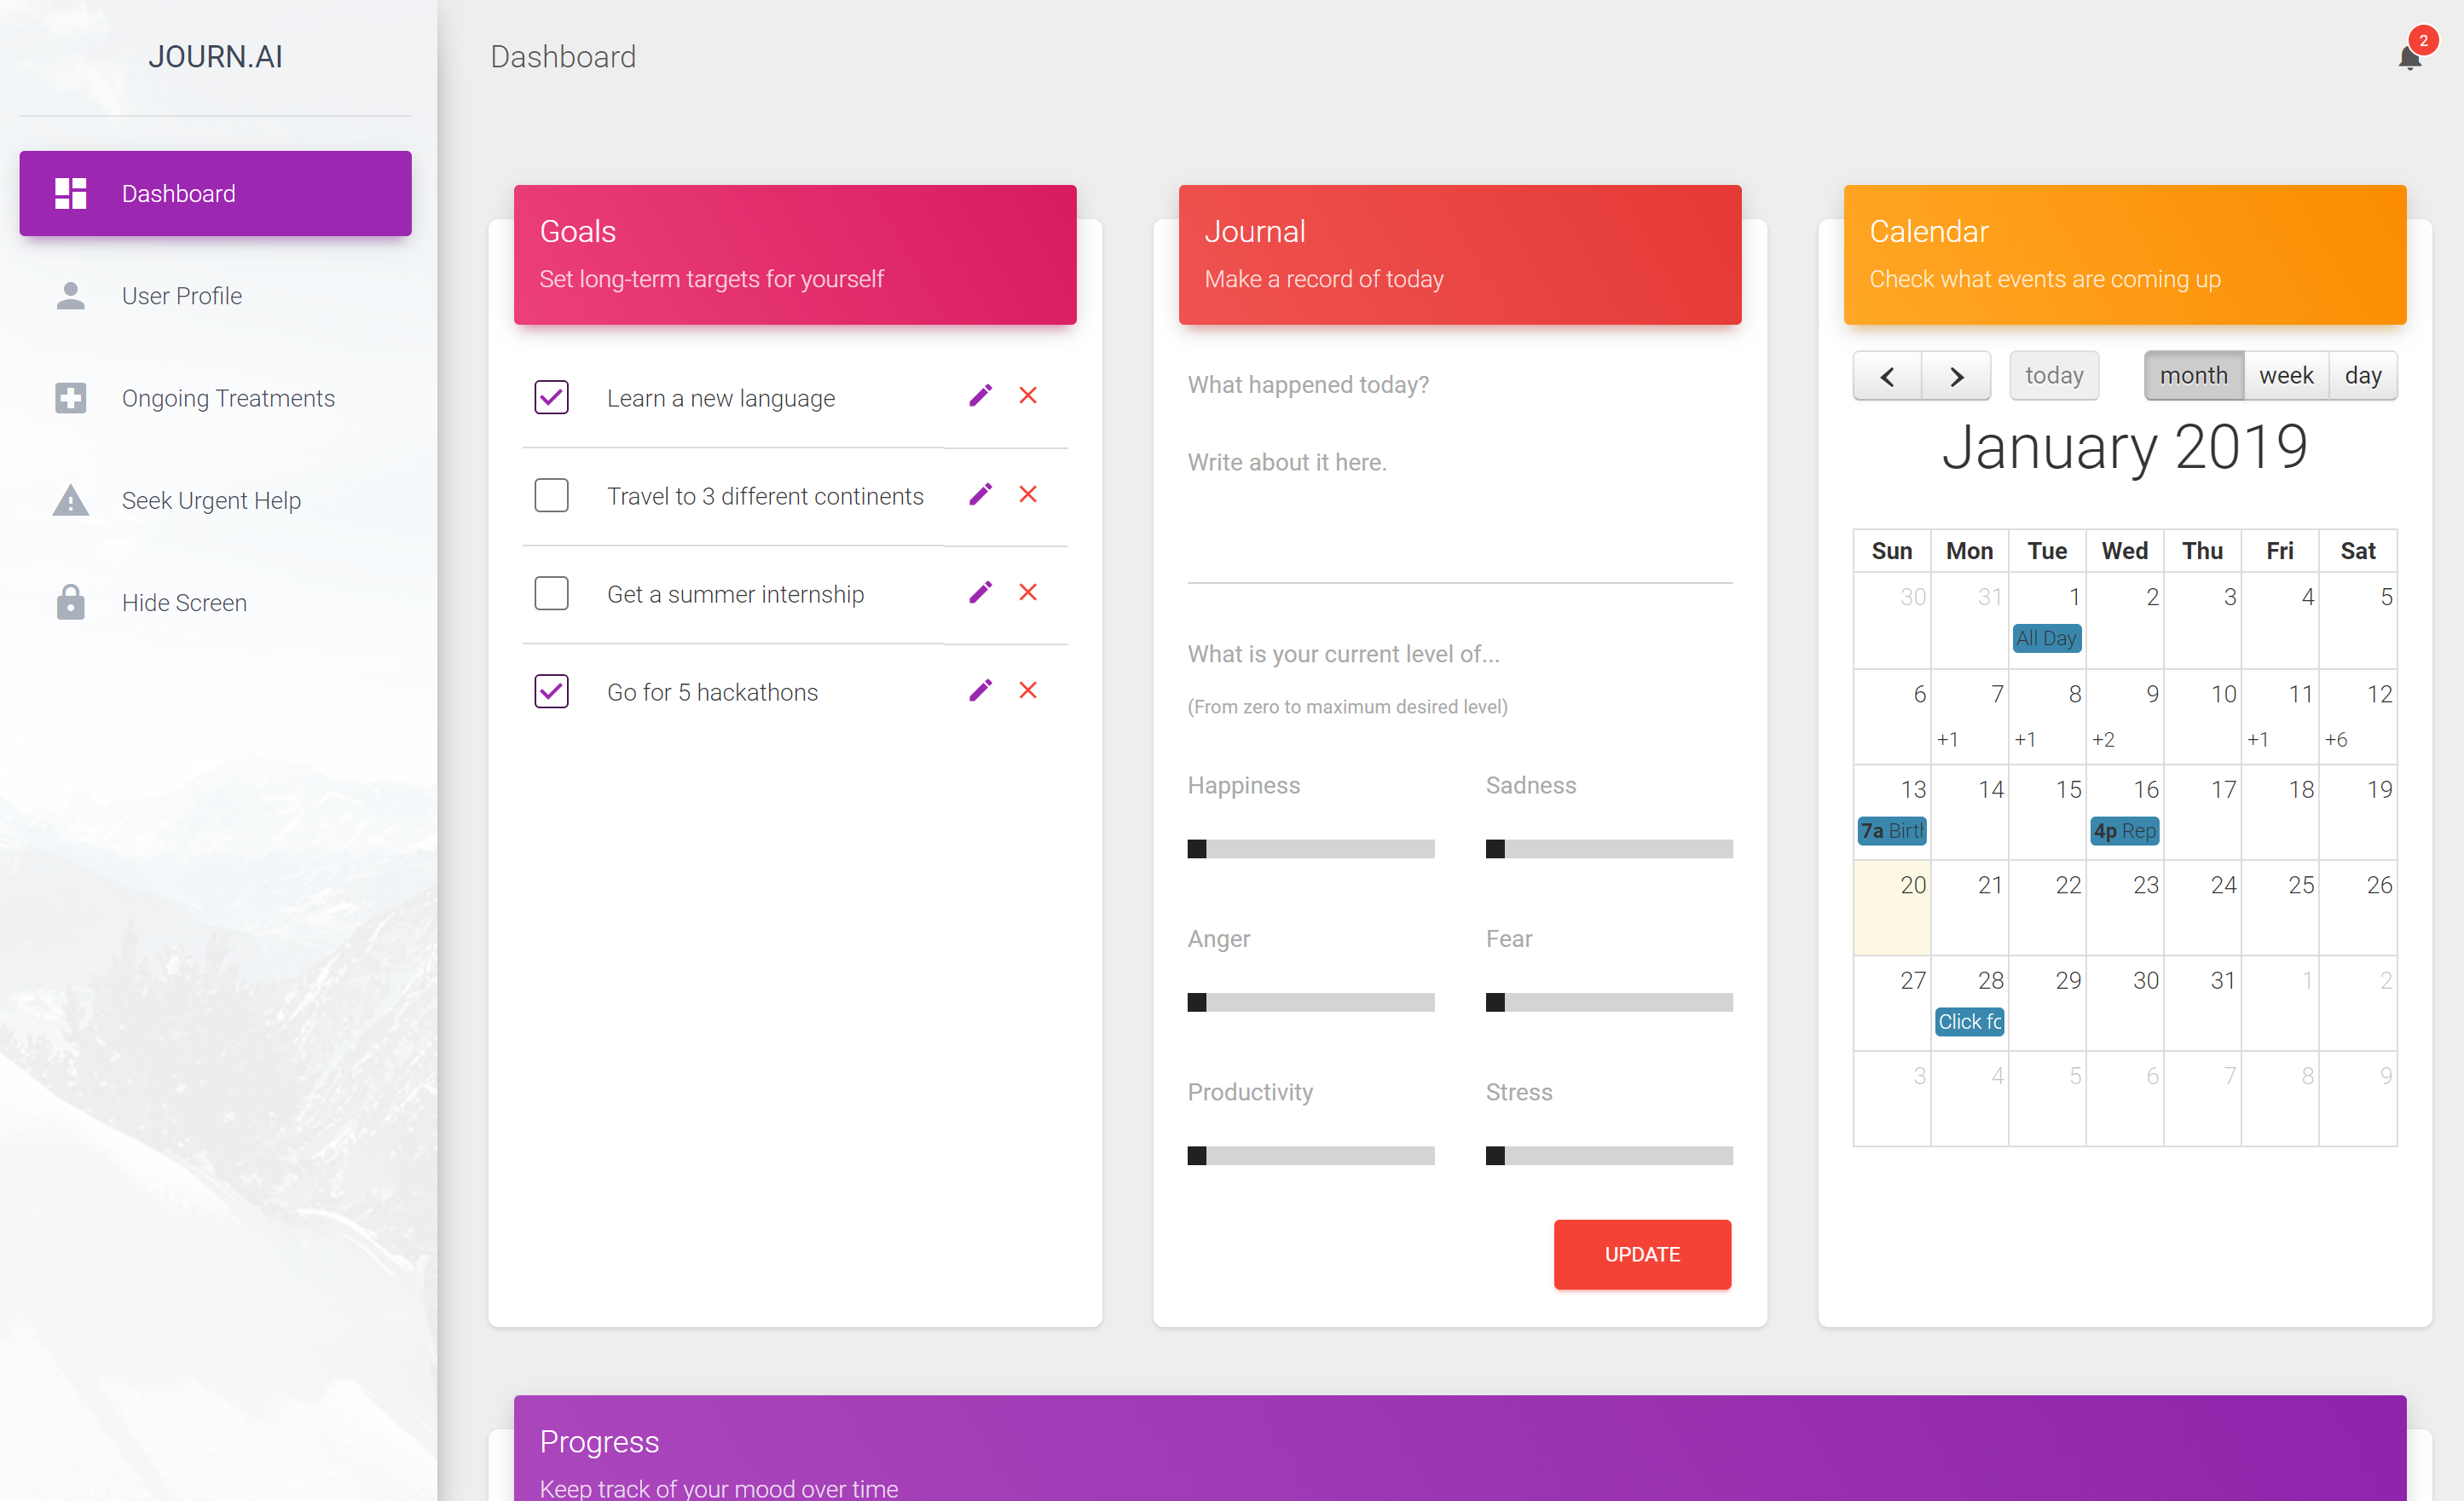 JOURN.AI
Dashboard
User Profile
Ongoing Treatments
Seek Urgent Help
Hide Screen
Dashboard
2
Goals
Set long-term targets for yourself
Learn a new language
Travel to 3 different continents
Get a summer internship
Go for 5 hackathons
Journal
Make a record of today
What happened today?
Write about it here.
What is your current level of...
(From zero to maximum desired level)
Happiness Sadness
Anger Fear
Productivity Stress
UPDATE
Calendar
Check what events are coming up
today month week day
January 2019
Sun Mon Tue Wed Thu Fri Sat
30 31 1 2 3 4 5
All Day
6 7 8 9 10 11 12
+1 +1 +2 +1 +6
13 14 15 16 17 18 19
7a Birt 4p Rep
20 21 22 23 24 25 26
27 28 29 30 31 1 2
Click fo
3 4 5 6 7 8 9
Progress
Keep track of your mood over time